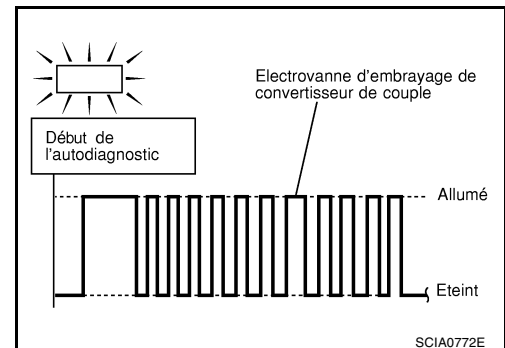 Electrovanne d'embrayage de
convertisseur de couple
Début de
l'autodiagnostic
Allumé
Eteint
SCIA0772E